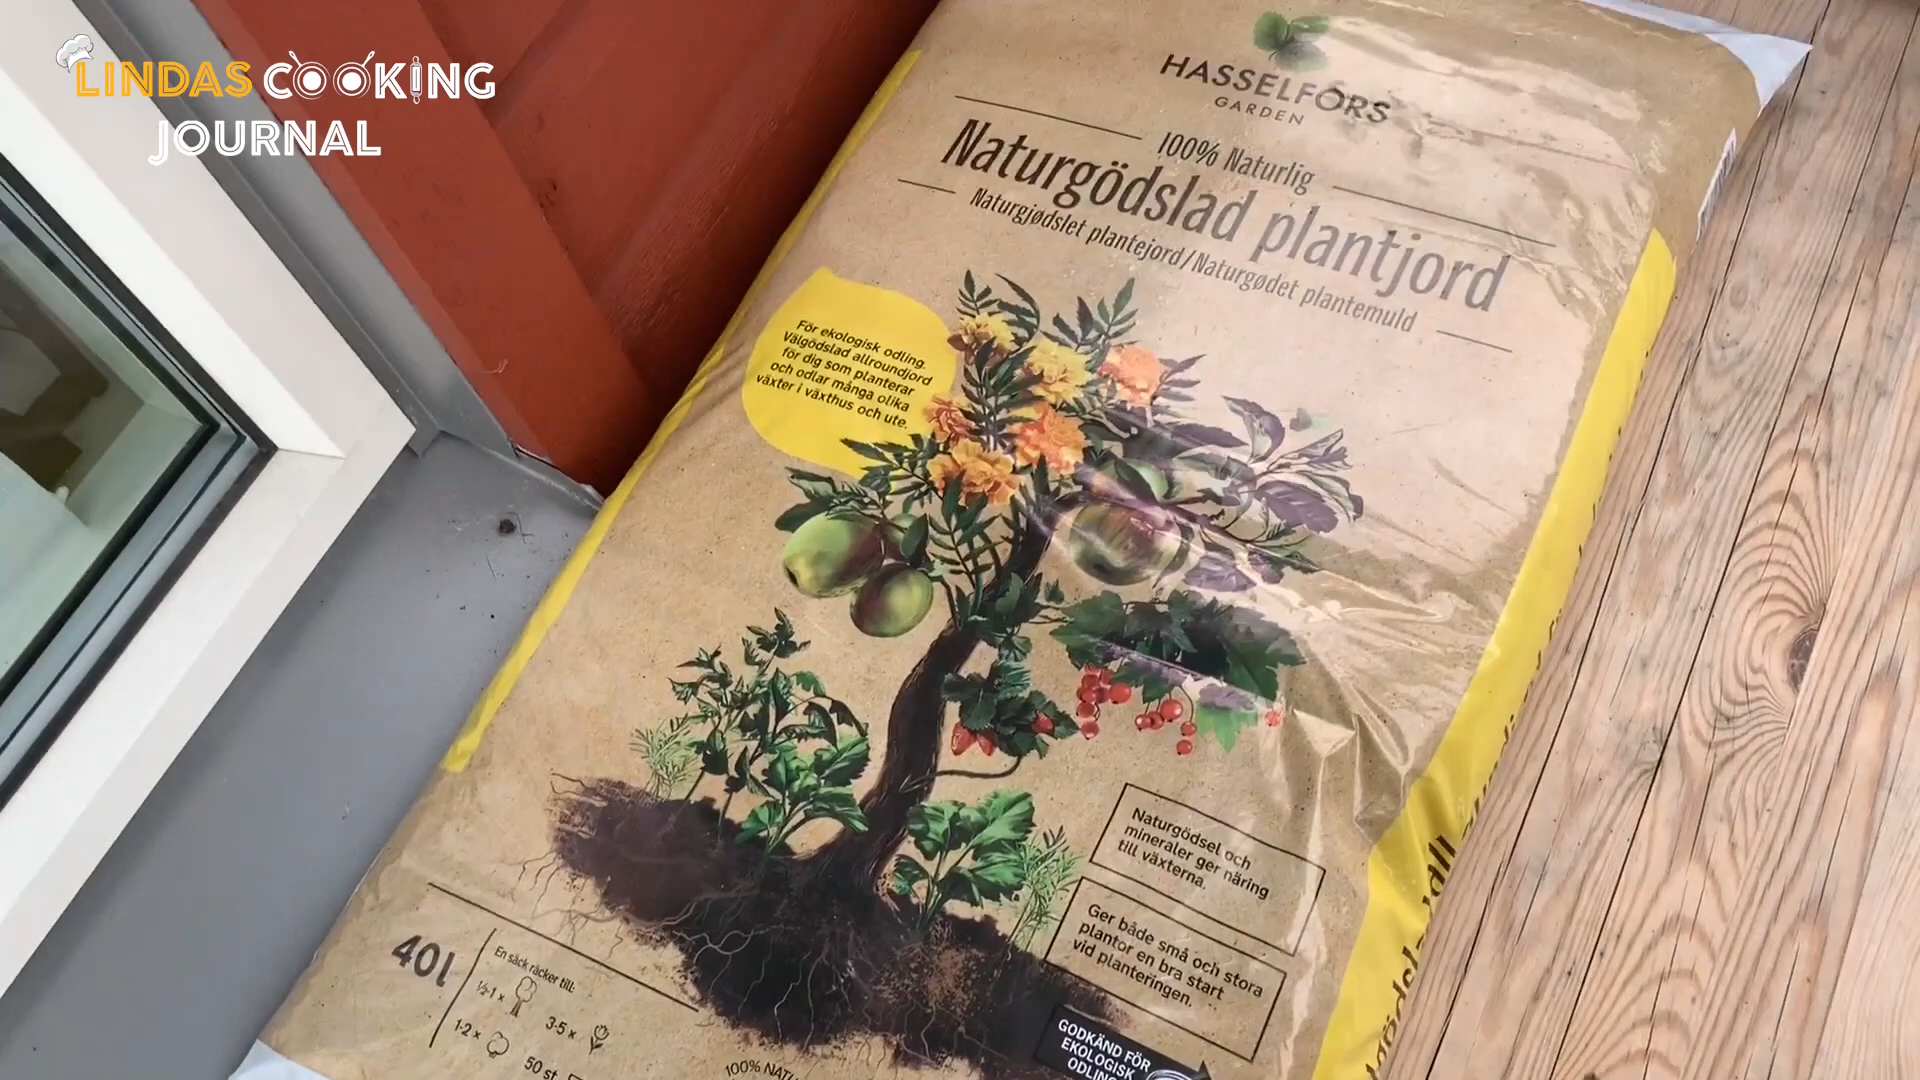 LINDAS COOKING
JOURNAL
HASSELFORS
GARDEN
100% Naturlig
Naturgödslad plantjord
Naturgjødslet plantejord/Naturgødet plantemuld
För ekologisk odling.
Välgödslad allroundjord
för dig som planterar
och odlar många olika
växter i växthus och ute.
Naturgödsel och
mineraler ger näring
till växterna.
Ger både små och stora
plantor en bra start
vid planteringen.
40l
En säck räcker till:
½-1 x
3-5 x
1-2 x
50 st
100%
GODKÄND FÖR
EKOLOGISK